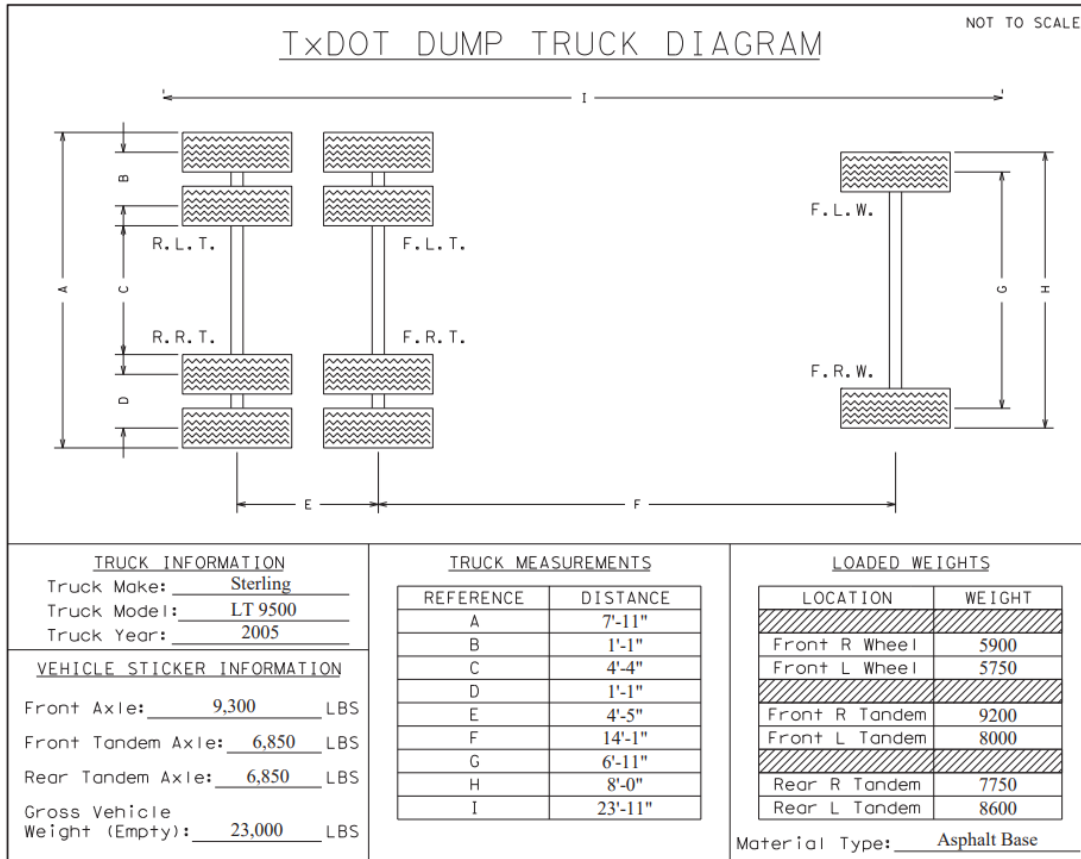 NOT TO SCALE
TxDOT DUMP TRUCK DIAGRAM
I
A
B
C
D
R.L.T.
F.L.T.
R.R.T.
F.R.T.
F.L.W.
F.R.W.
G
H
E
F
TRUCK INFORMATION
Truck Make: Sterling
Truck Model: LT 9500
Truck Year: 2005
VEHICLE STICKER INFORMATION
Front Axle: 9,300 LBS
Front Tandem Axle: 6,850 LBS
Rear Tandem Axle: 6,850 LBS
Gross Vehicle
Weight (Empty): 23,000 LBS
TRUCK MEASUREMENTS
REFERENCE DISTANCE
A 7'-11"
B 1'-1"
C 4'-4"
D 1'-1"
E 4'-5"
F 14'-1"
G 6'-11"
H 8'-0"
I 23'-11"
LOADED WEIGHTS
LOCATION WEIGHT
Front R Wheel 5900
Front L Wheel 5750
Front R Tandem 9200
Front L Tandem 8000
Rear R Tandem 7750
Rear L Tandem 8600
Material Type: Asphalt Base